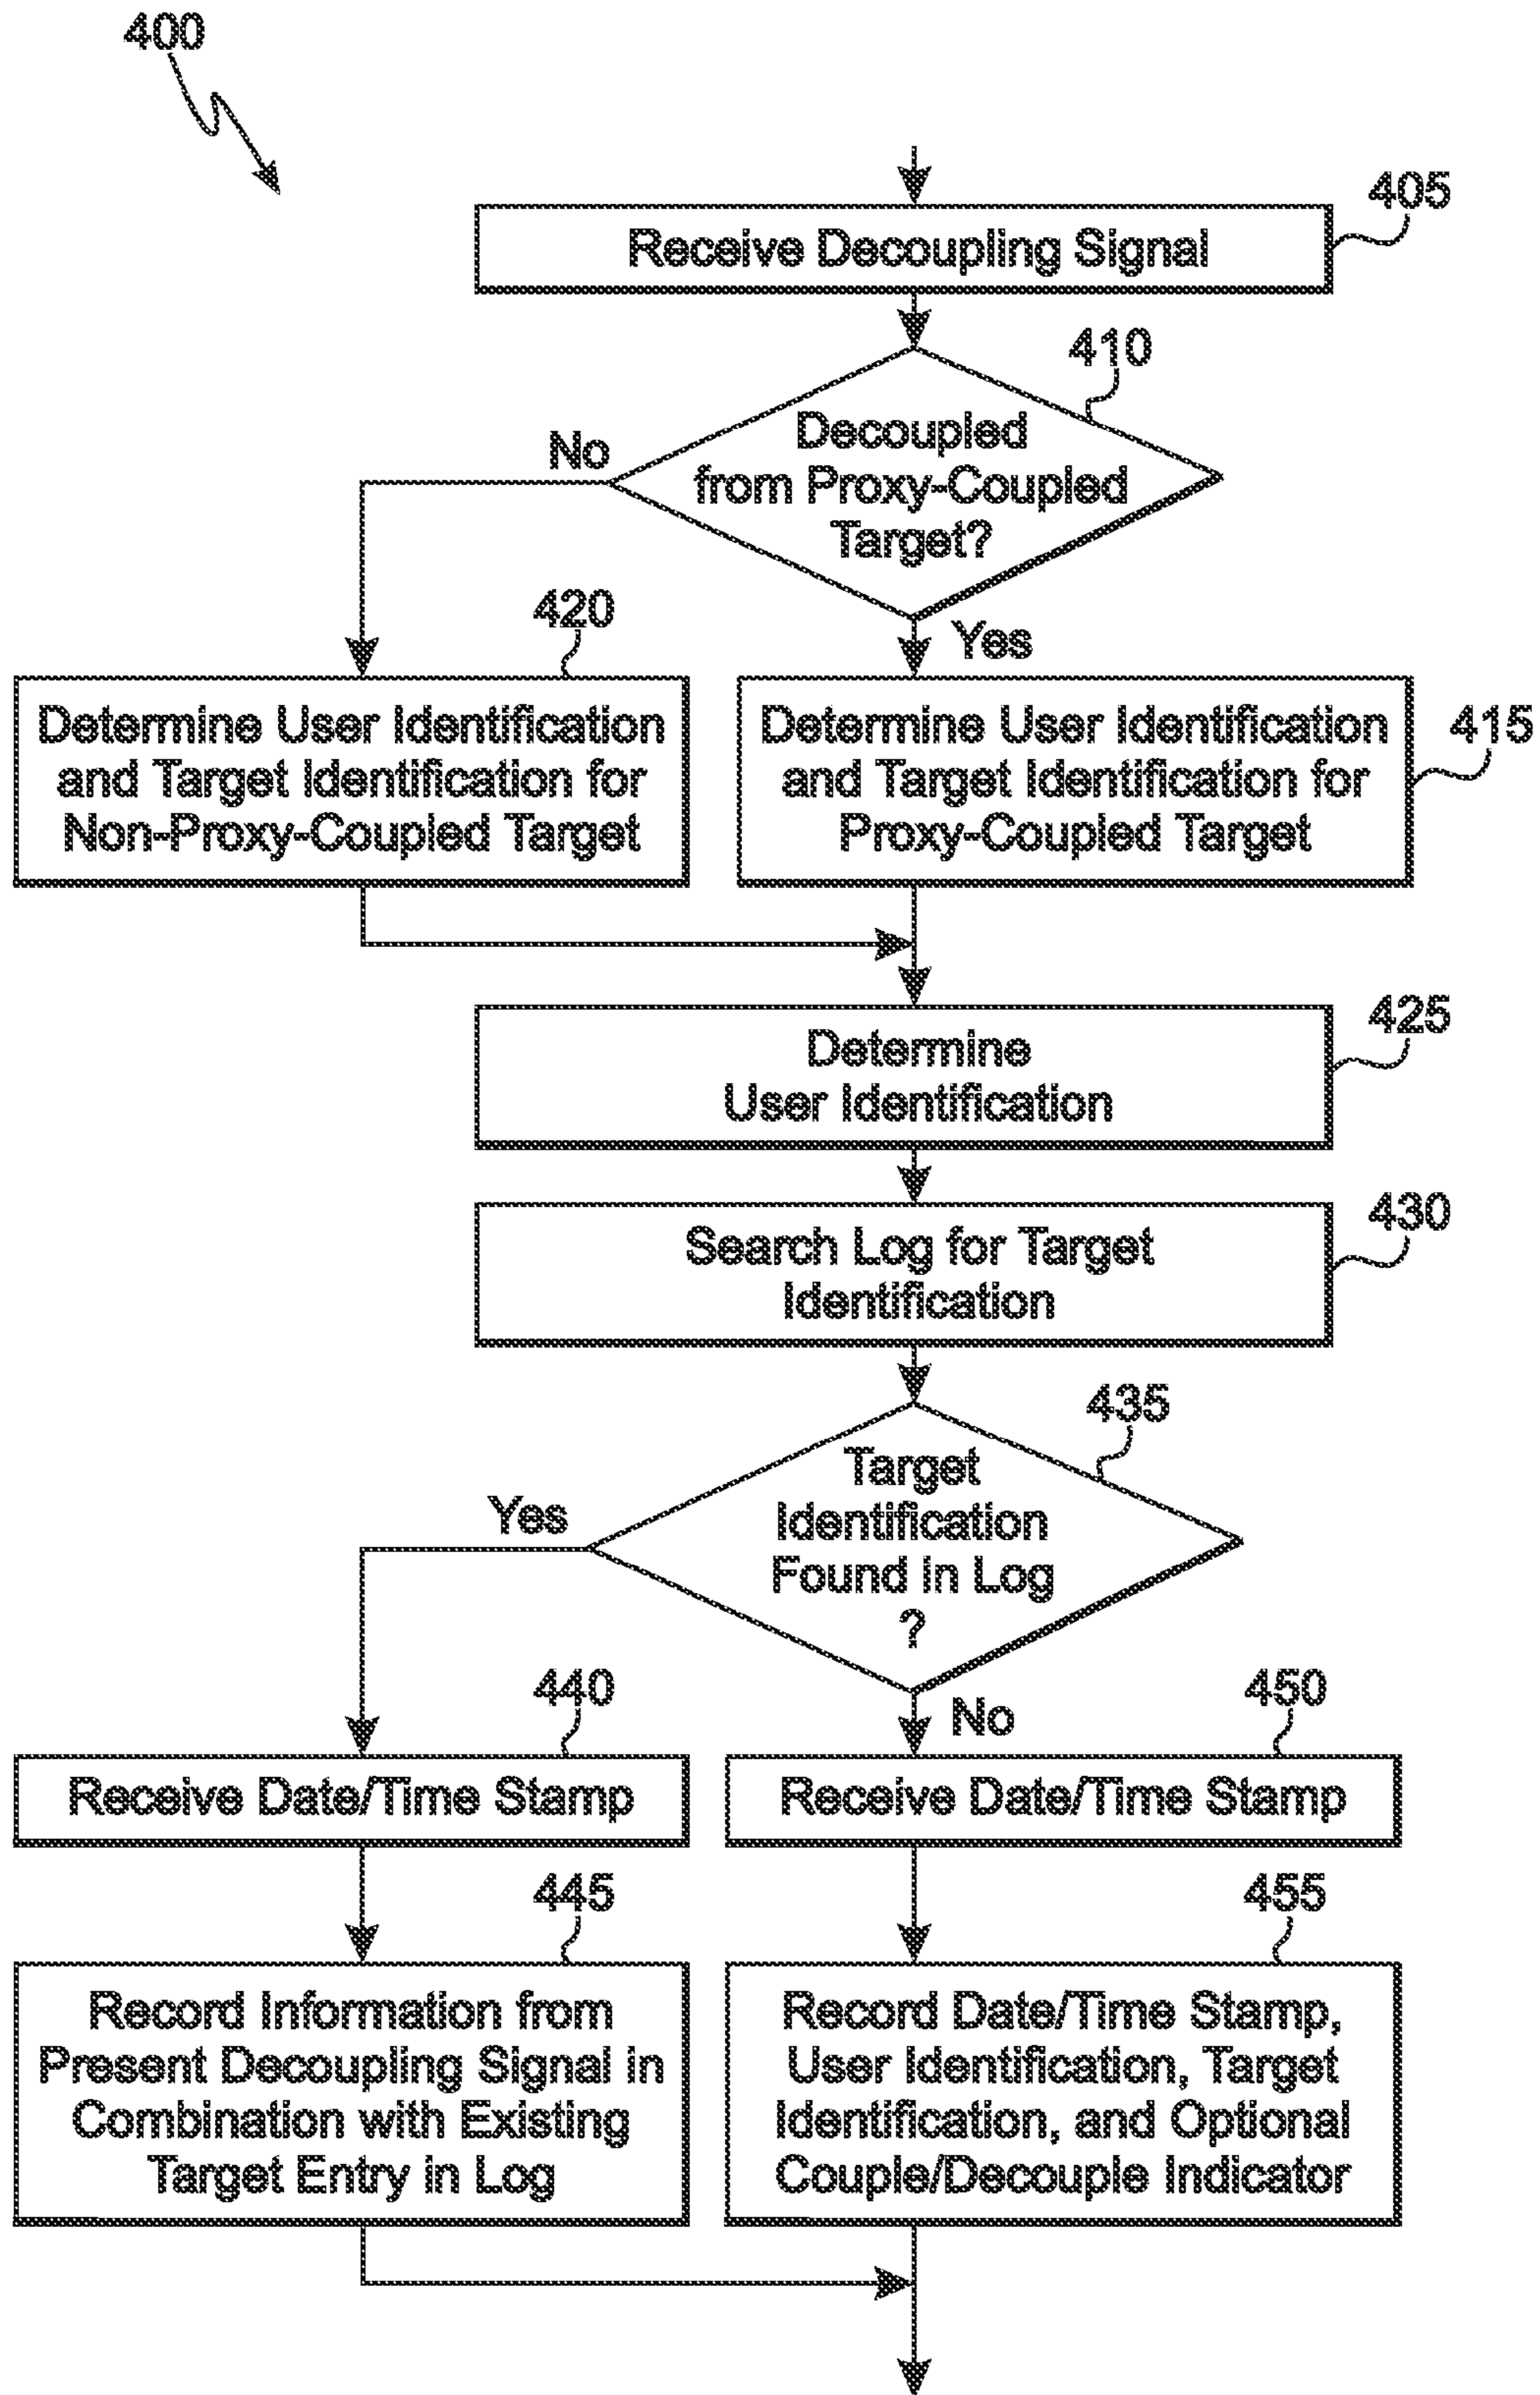 400
405
Receive Decoupling Signal
410
Decoupled
from Proxy-Coupled
Target?
No
Yes
420
Determine User Identification
and Target Identification for
Non-Proxy-Coupled Target
415
Determine User Identification
and Target Identification for
Proxy-Coupled Target
425
Determine
User Identification
430
Search Log for Target
Identification
435
Target
Identification
Found in Log
?
Yes
No
440
Receive Date/Time Stamp
450
Receive Date/Time Stamp
445
Record Information from
Present Decoupling Signal in
Combination with Existing
Target Entry in Log
455
Record Date/Time Stamp,
User Identification, Target
Identification, and Optional
Couple/Decouple Indicator